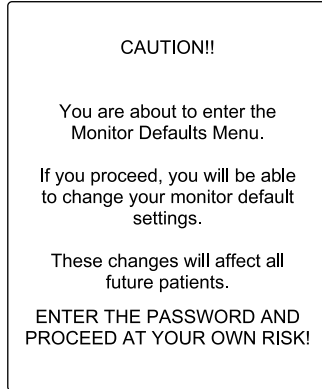 CAUTION!!
You are about to enter the
Monitor Defaults Menu.
If you proceed, you will be able
to change your monitor default
settings.
These changes will affect all
future patients.
ENTER THE PASSWORD AND
PROCEED AT YOUR OWN RISK!